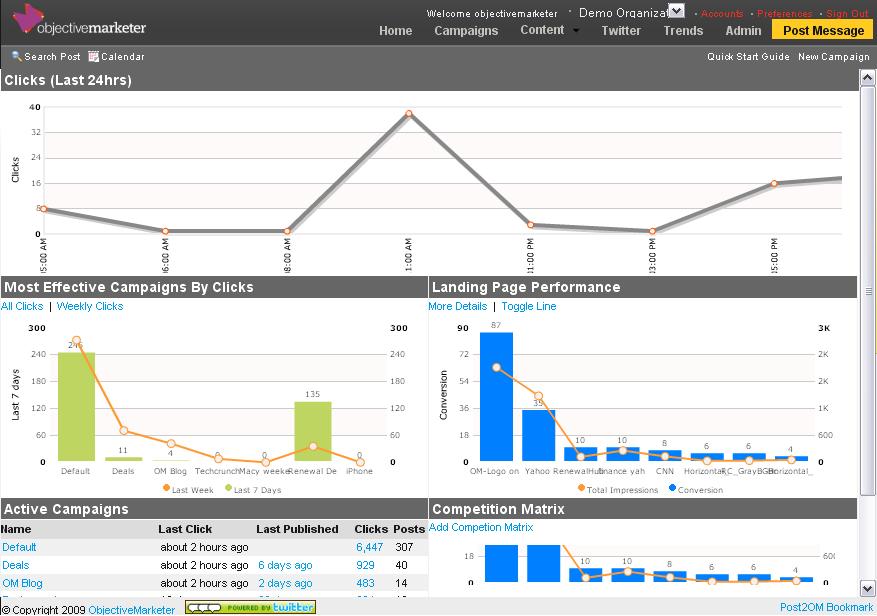 objectivemarketer
Welcome objectivemarketer · Demo Organizat · Accounts · Preferences · Sign Out
Home Campaigns Content Twitter Trends Admin Post Message
Search Post Calendar Quick Start Guide New Campaign
Clicks (Last 24hrs)
40
32
24
16
8
0
Clicks
05:00 AM 06:00 AM 08:00 AM 1:00 AM 01:00 PM 03:00 PM 05:00 PM
Most Effective Campaigns By Clicks
All Clicks | Weekly Clicks
300 300
240 240
180 180
120 120
60 60
0 0
Last 7 days
246 11 4 0 0 135 0
Default Deals OM Blog Techcrunch Macy weeke Renewal De iPhone
Last Week Last 7 Days
Landing Page Performance
More Details | Toggle Line
90 3K
72 2K
54 2K
36 1K
18 600
0 0
Conversion
87 35 10 10 8 6 6 4
OM-Logo on Yahoo CNN
Total Impressions Conversion
Active Campaigns
Name Last Click Last Published Clicks Posts
Default about 2 hours ago 6,447 307
Deals about 2 hours ago 6 days ago 929 40
OM Blog about 2 hours ago 2 days ago 483 14
Competition Matrix
Add Competion Matrix
18 600
0 0
10 10 8 6 6 4
© Copyright 2009 ObjectiveMarketer POWERED BY twitter Post2OM Bookmark